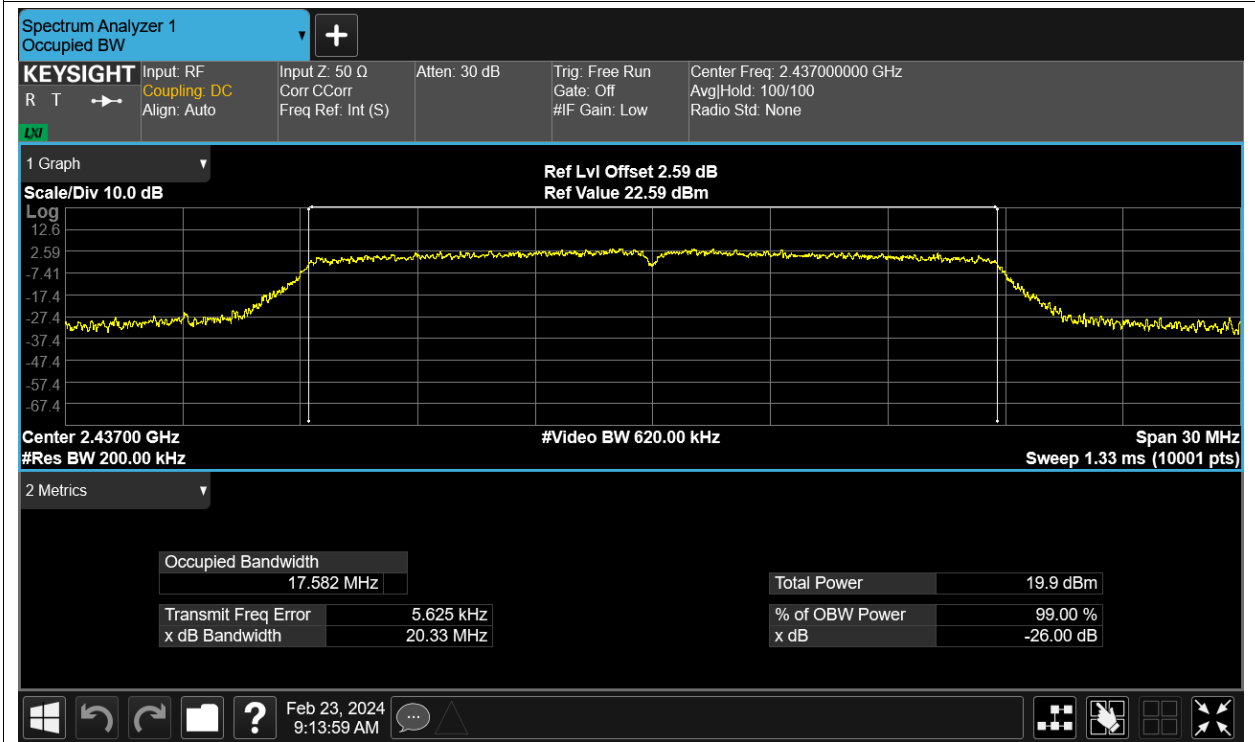 Spectrum Analyzer 1
Occupied BW
KEYSIGHT
R T
LXI
Input: RF
Coupling: DC
Align: Auto
Input Z: 50 Ω
Corr CCorr
Freq Ref: Int (S)
Atten: 30 dB
Trig: Free Run
Gate: Off
#IF Gain: Low
Center Freq: 2.437000000 GHz
Avg|Hold: 100/100
Radio Std: None
1 Graph
Scale/Div 10.0 dB
Ref Lvl Offset 2.59 dB
Ref Value 22.59 dBm
Log
12.6
2.59
-7.41
-17.4
-27.4
-37.4
-47.4
-57.4
-67.4
Center 2.43700 GHz
#Res BW 200.00 kHz
#Video BW 620.00 kHz
Span 30 MHz
Sweep 1.33 ms (10001 pts)
2 Metrics
Occupied Bandwidth
17.582 MHz
Transmit Freq Error 5.625 kHz
x dB Bandwidth 20.33 MHz
Total Power 19.9 dBm
% of OBW Power 99.00 %
x dB -26.00 dB
?
Feb 23, 2024
9:13:59 AM